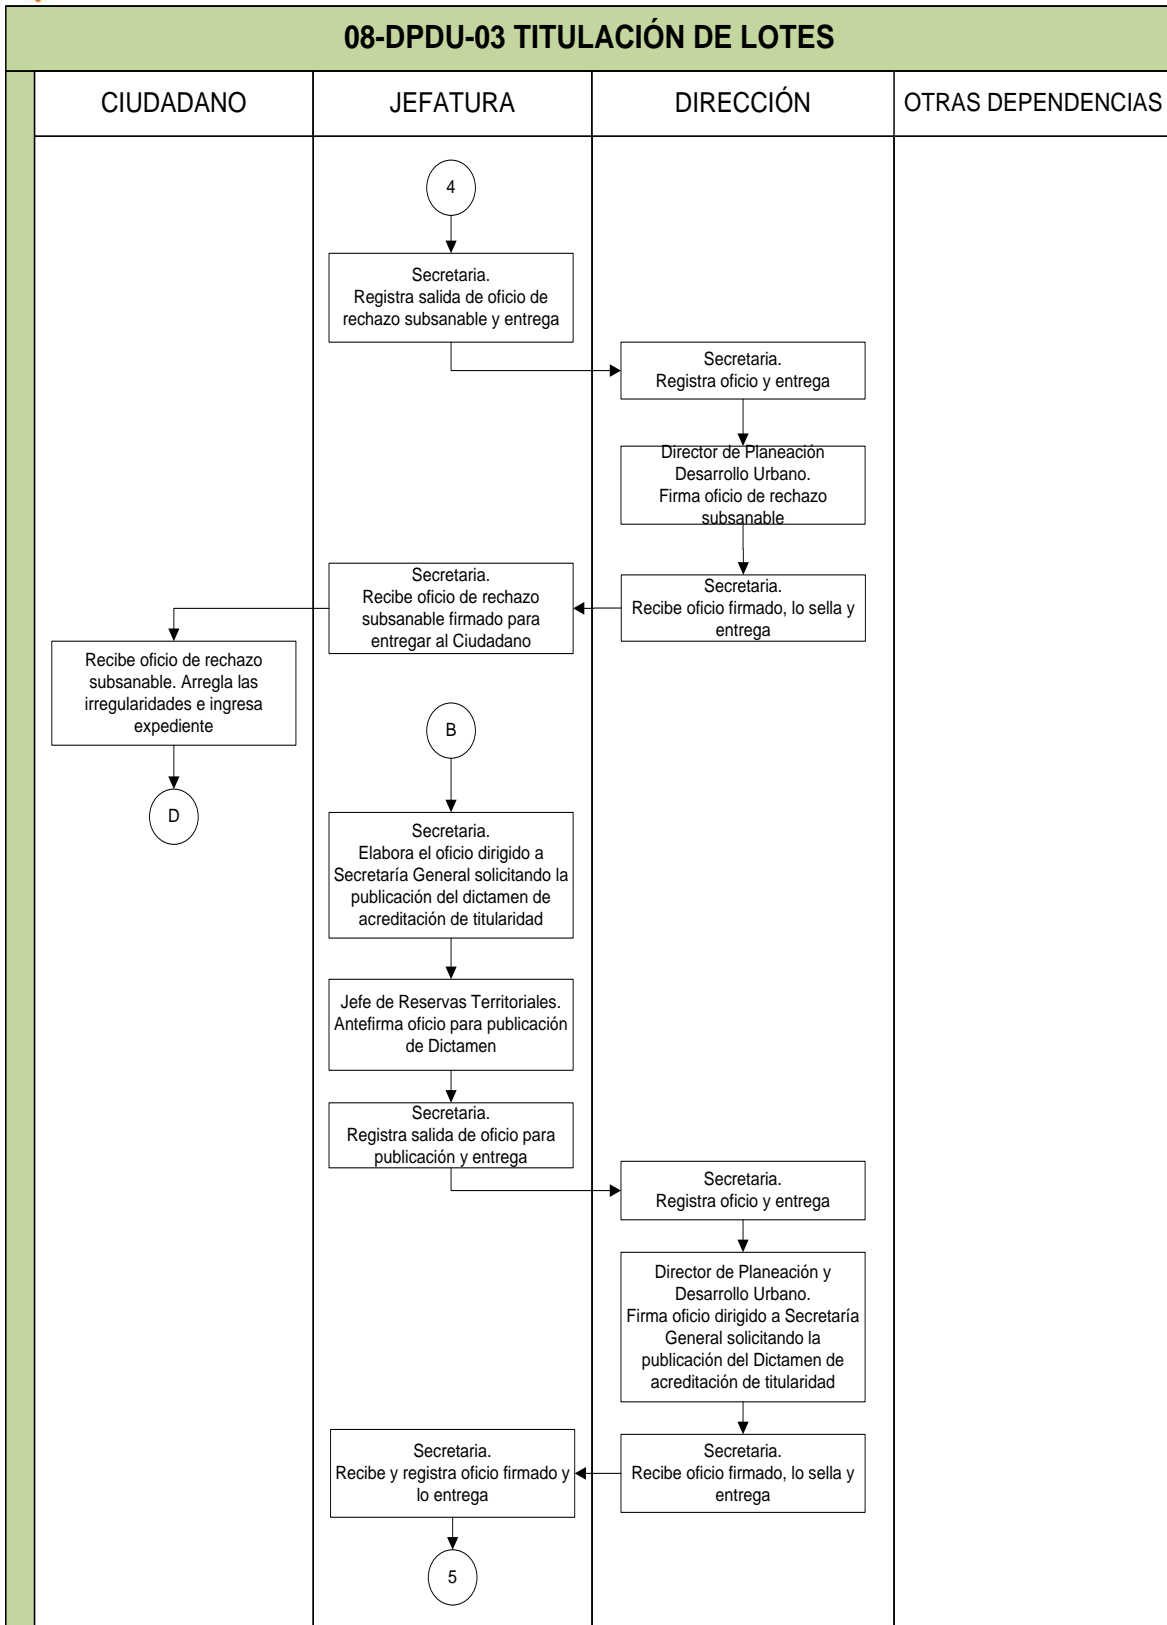 08-DPDU-03 TITULACIÓN DE LOTES
CIUDADANO
JEFATURA
DIRECCIÓN
OTRAS DEPENDENCIAS
4
Secretaria.
Registra salida de oficio de
rechazo subsanable y entrega
Secretaria.
Registra oficio y entrega
Director de Planeación
Desarrollo Urbano.
Firma oficio de rechazo
subsanable
Secretaria.
Recibe oficio firmado, lo sella y
entrega
Secretaria.
Recibe oficio de rechazo
subsanable firmado para
entregar al Ciudadano
Recibe oficio de rechazo
subsanable. Arregla las
irregularidades e ingresa
expediente
D
B
Secretaria.
Elabora el oficio dirigido a
Secretaría General solicitando la
publicación del dictamen de
acreditación de titularidad
Jefe de Reservas Territoriales.
Antefirma oficio para publicación
de Dictamen
Secretaria.
Registra salida de oficio para
publicación y entrega
Secretaria.
Registra oficio y entrega
Director de Planeación y
Desarrollo Urbano.
Firma oficio dirigido a Secretaría
General solicitando la
publicación del Dictamen de
acreditación de titularidad
Secretaria.
Recibe oficio firmado, lo sella y
entrega
Secretaria.
Recibe y registra oficio firmado y
lo entrega
5